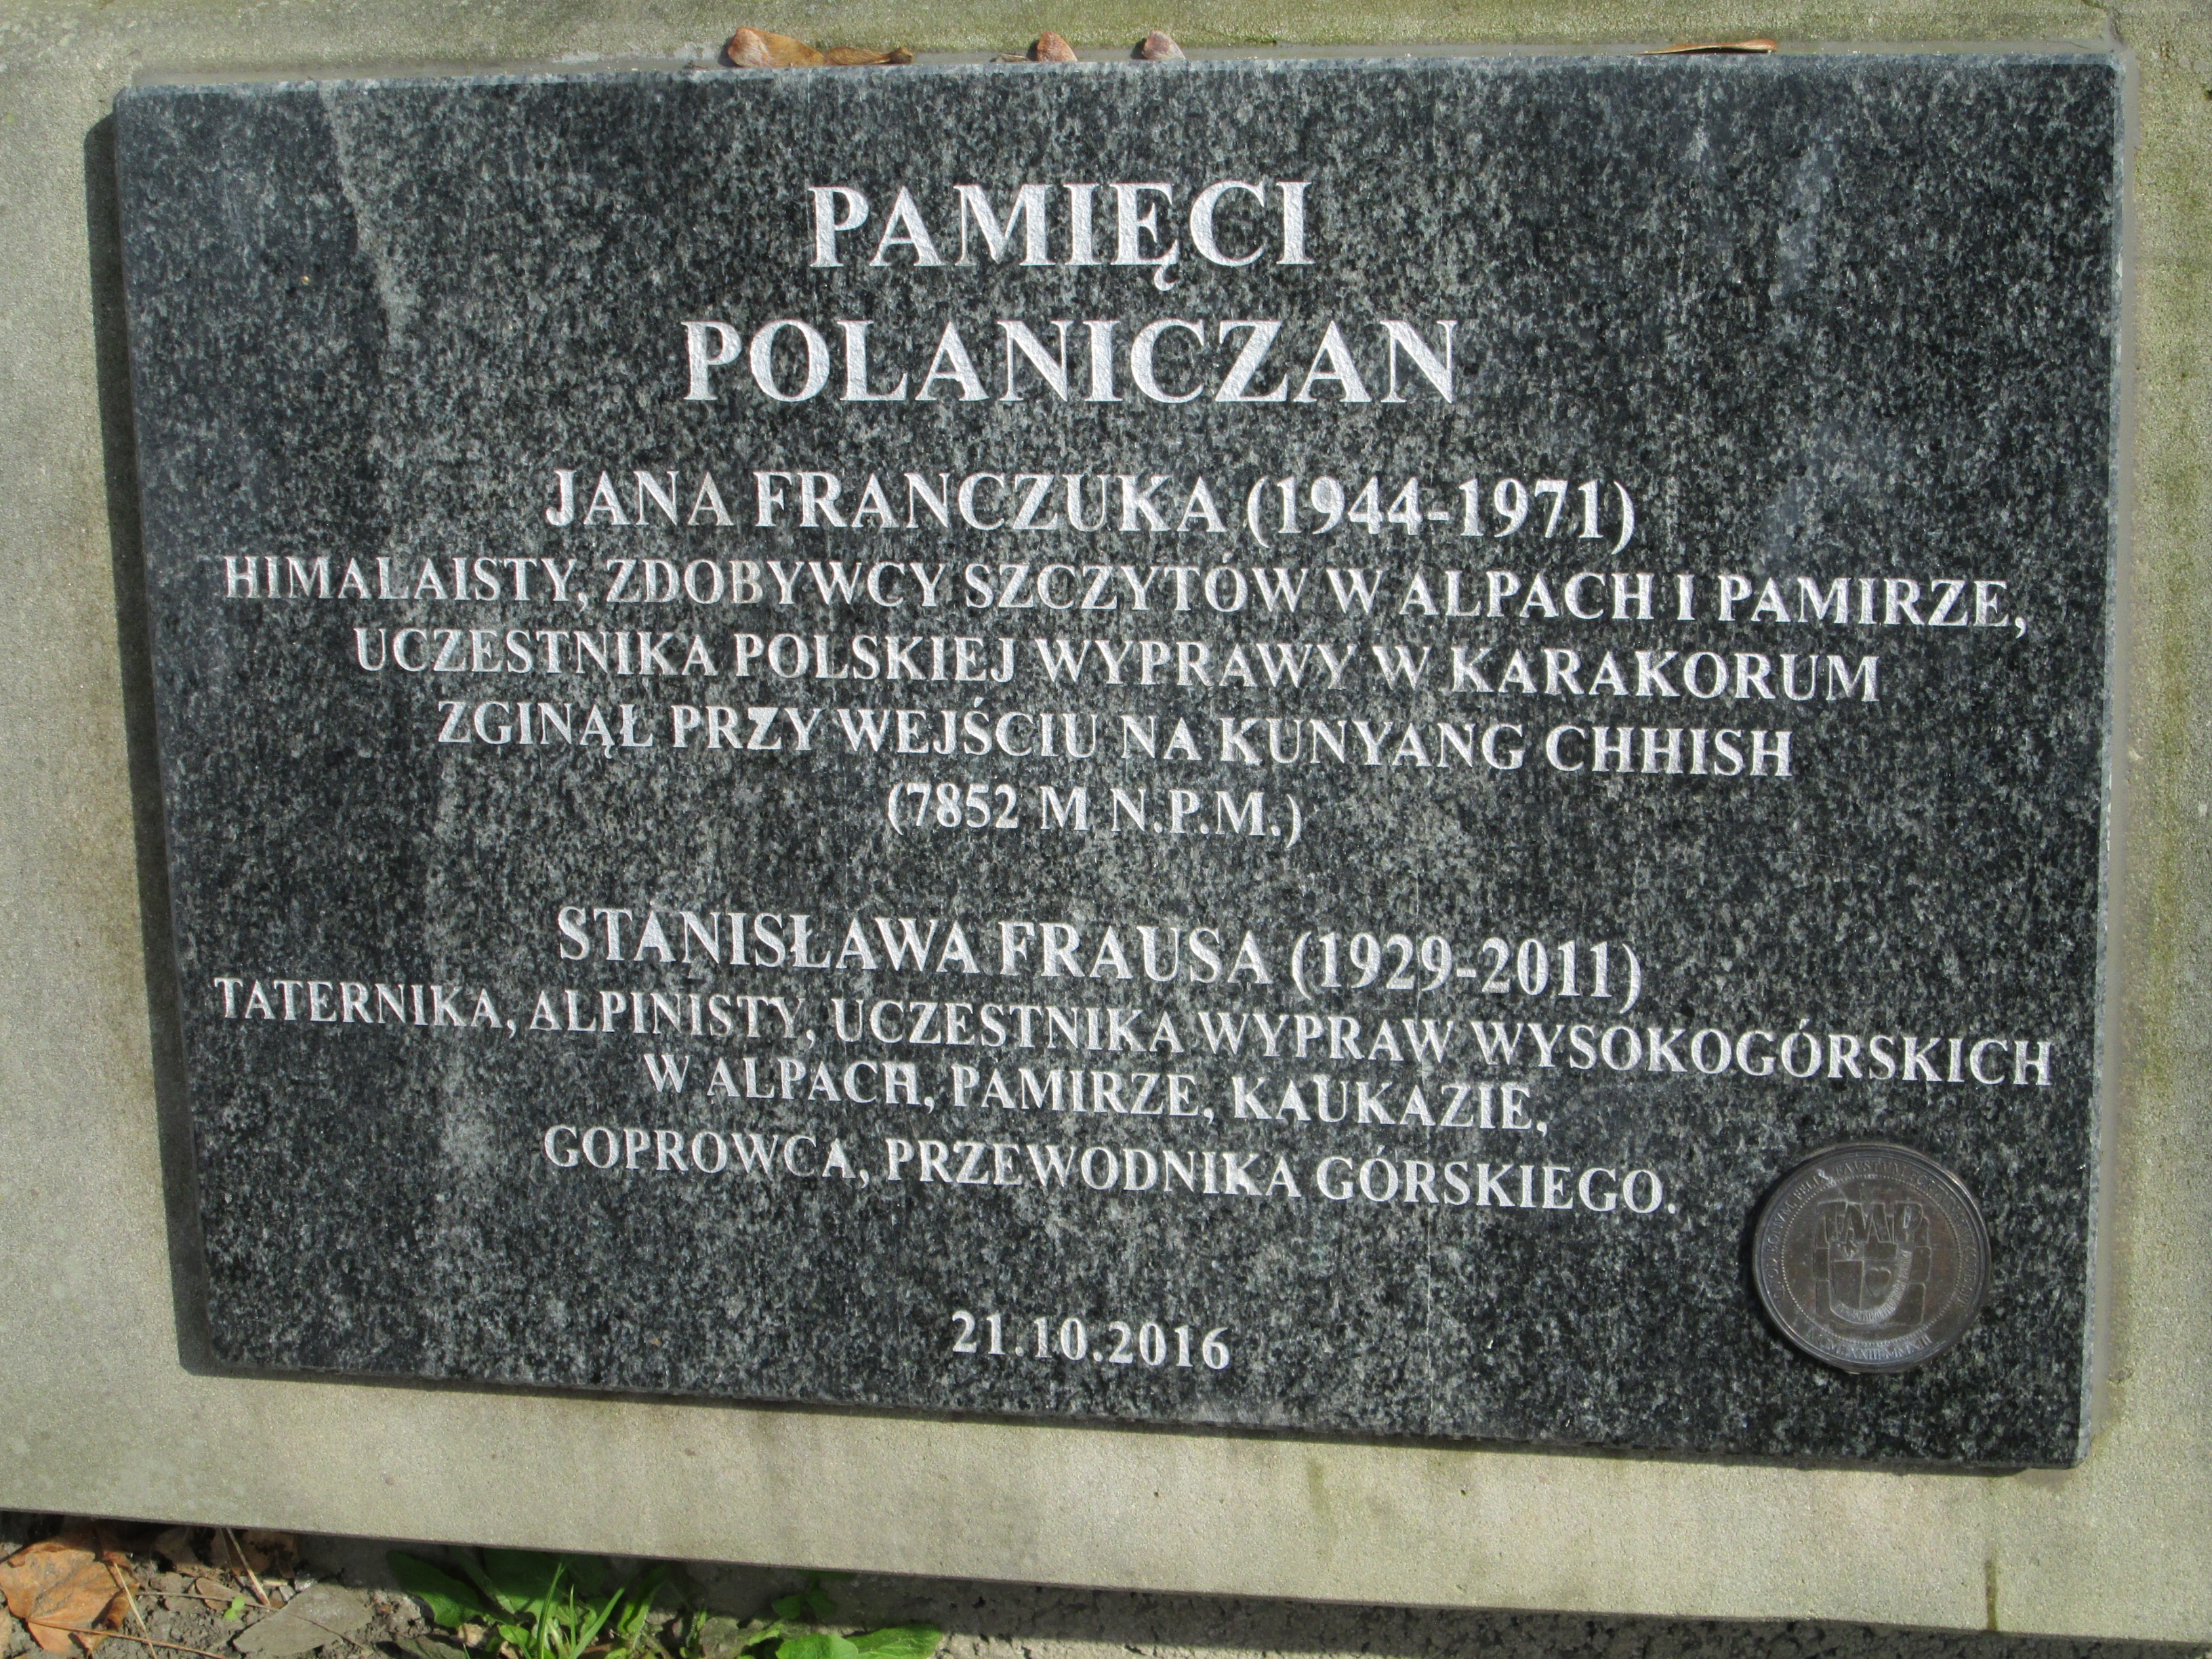 PAMIĘCI
POLANICZAN
JANA FRANCZUKA (1944-1971)
HIMALAISTY, ZDOBYWCY SZCZYTÓW W ALPACH I PAMIRZE,
UCZESTNIKA POLSKIEJ WYPRAWY W KARAKORUM
ZGINĄŁ PRZY WEJŚCIU NA KUNYANG CHHISH
(7852 M N.P.M.)
STANISŁAWA FRAUSA (1929-2011)
TATERNIKA, ALPINISTY, UCZESTNIKA WYPRAW WYSOKOGÓRSKICH
W ALPACH, PAMIRZE, KAUKAZIE,
GOPROWCA, PRZEWODNIKA GÓRSKIEGO.
21.10.2016